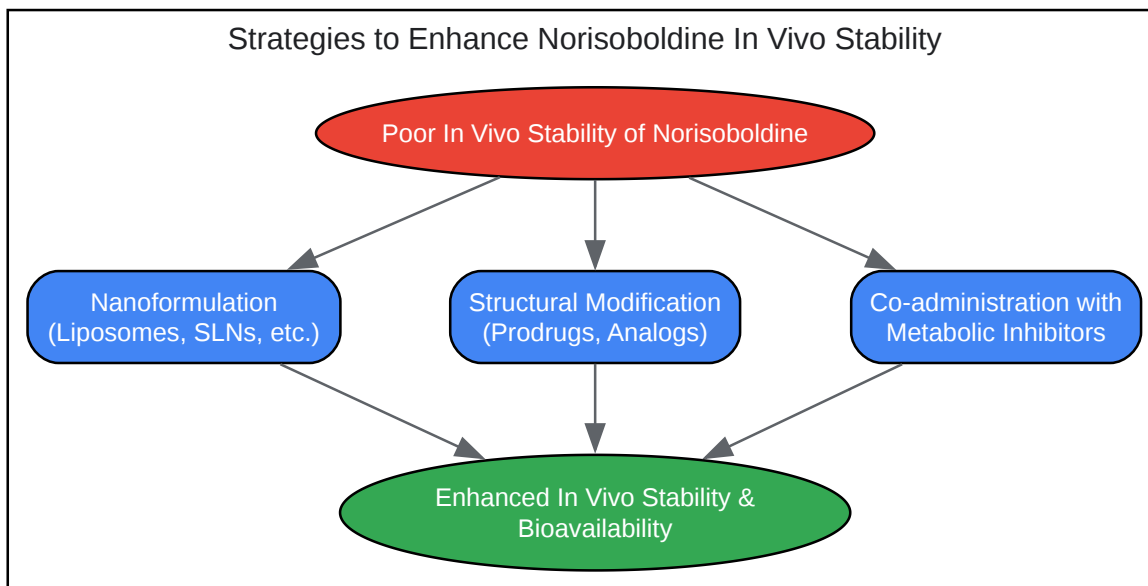 Strategies to Enhance Norisoboldine In Vivo Stability
Poor In Vivo Stability of Norisoboldine
Nanoformulation
(Liposomes, SLNs, etc.)
Structural Modification
(Prodrugs, Analogs)
Co-administration with
Metabolic Inhibitors
Enhanced In Vivo Stability &
Bioavailability